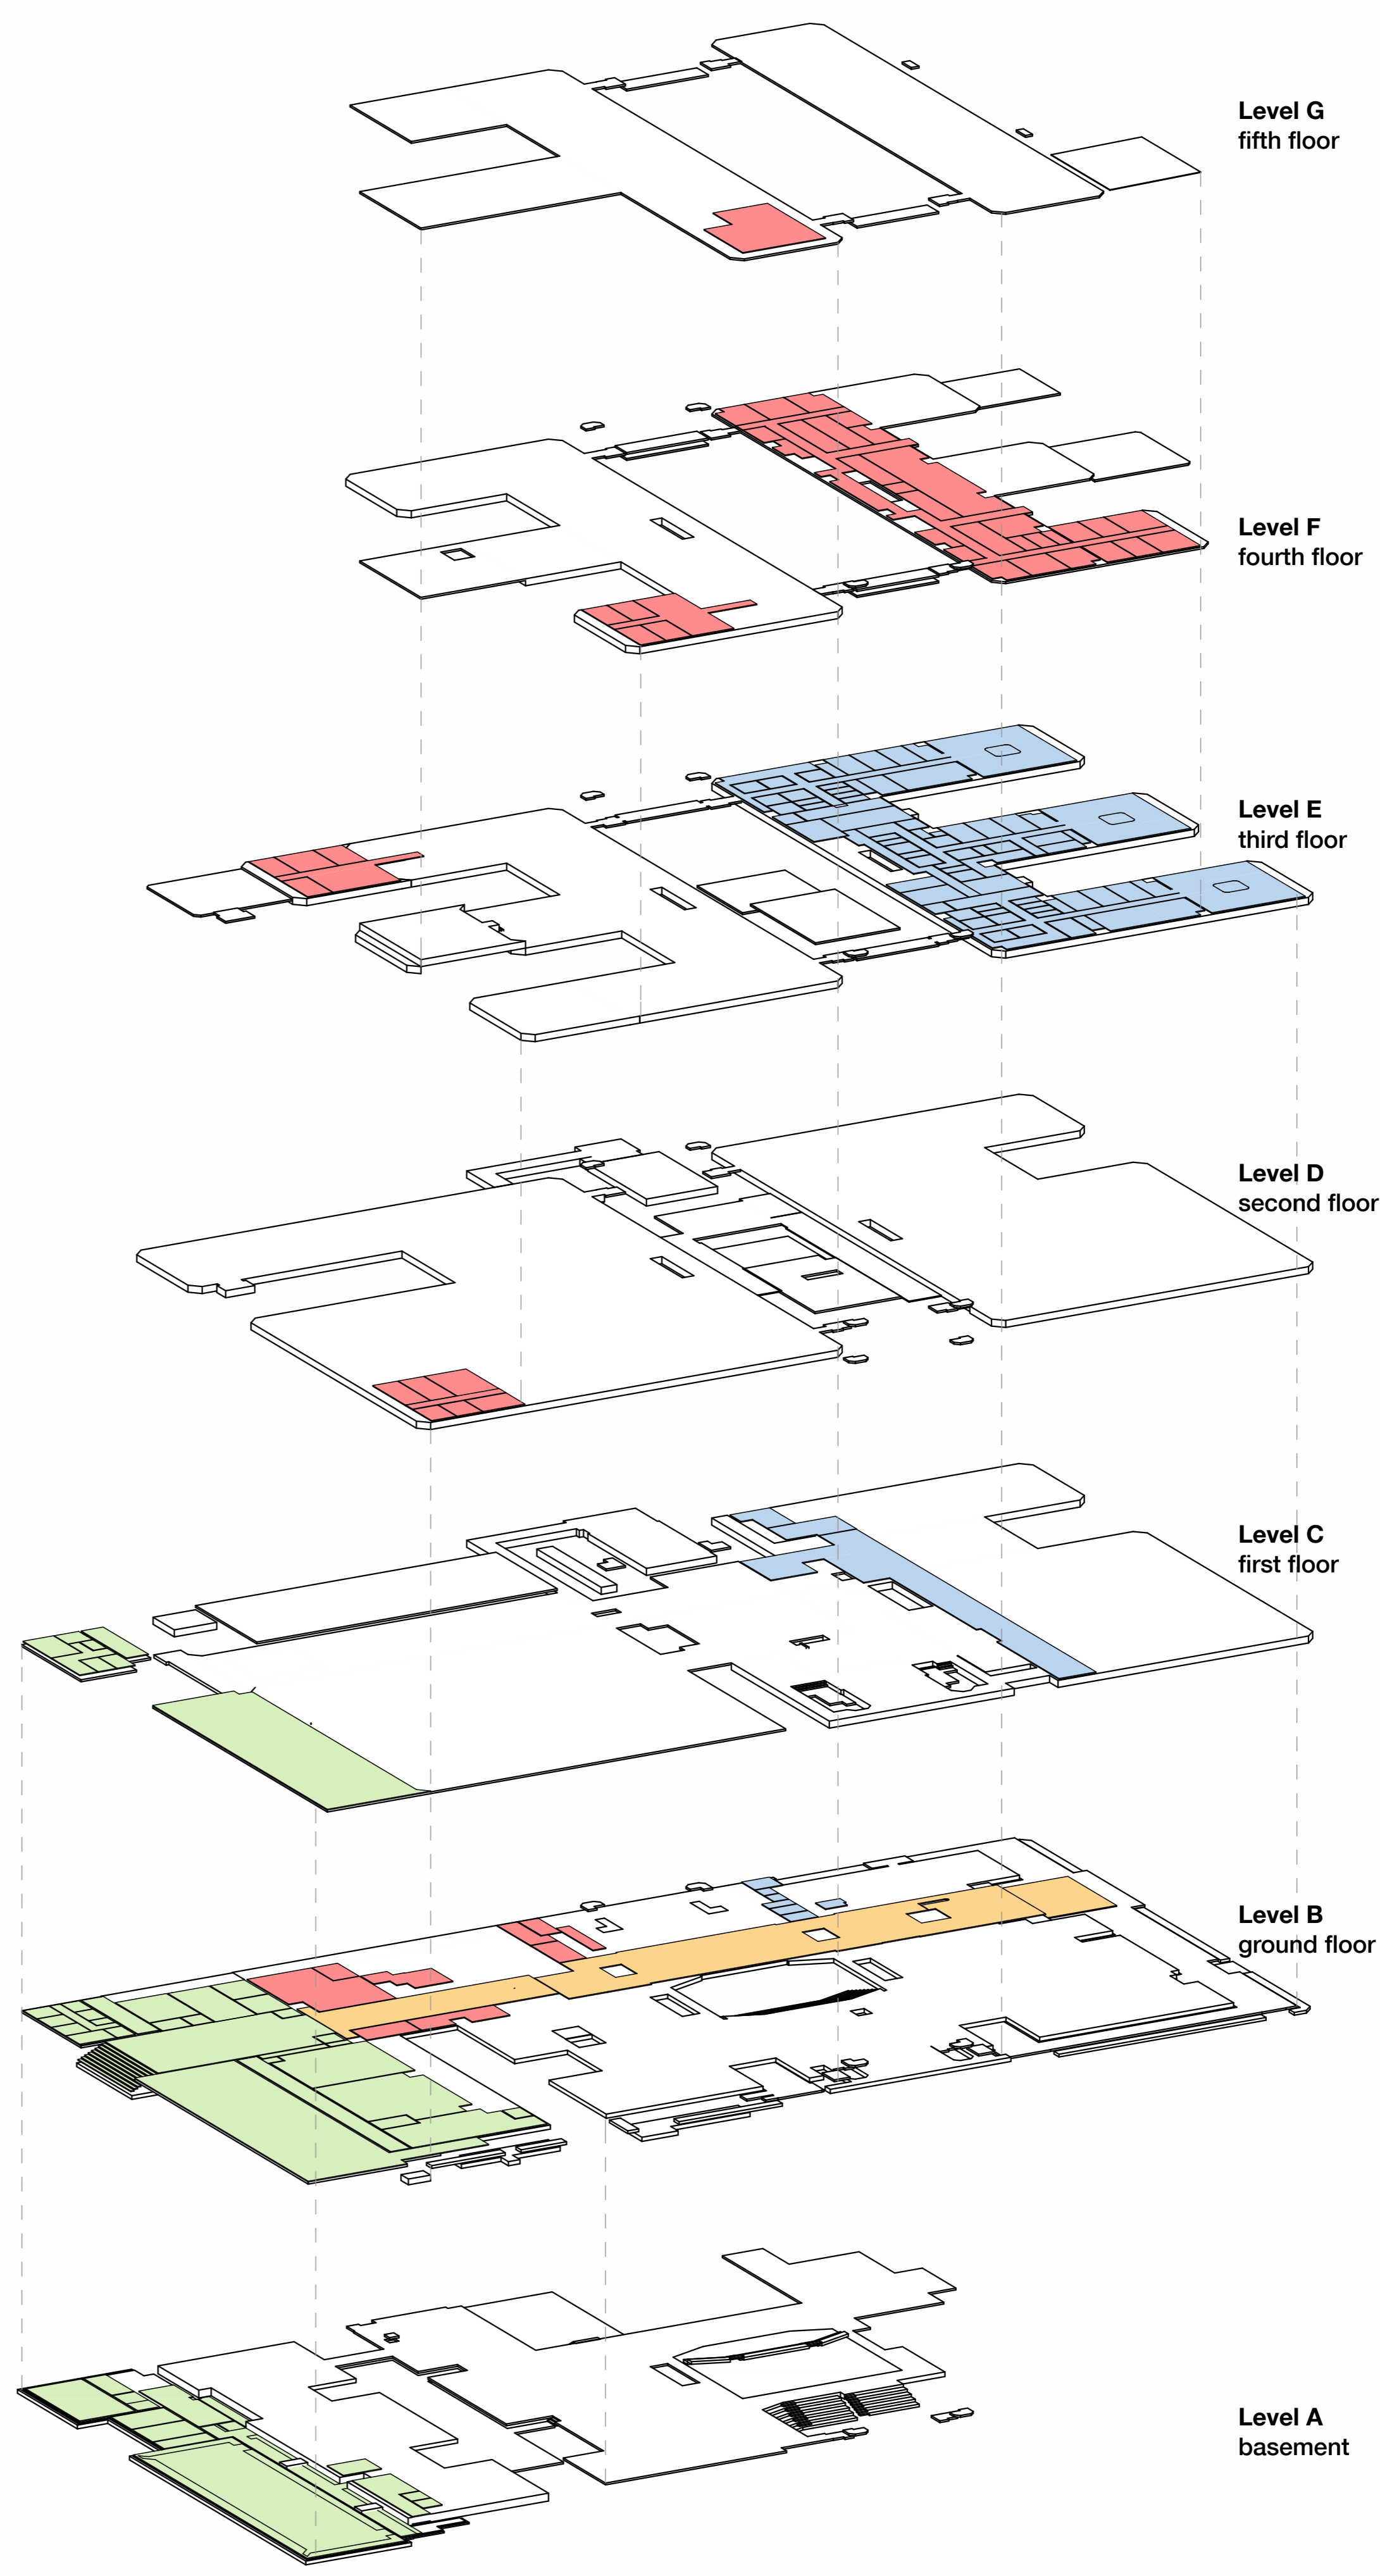 Level G
fifth floor
Level F
fourth floor
Level E
third floor
Level D
second floor
Level C
first floor
Level B
ground floor
Level A
basement